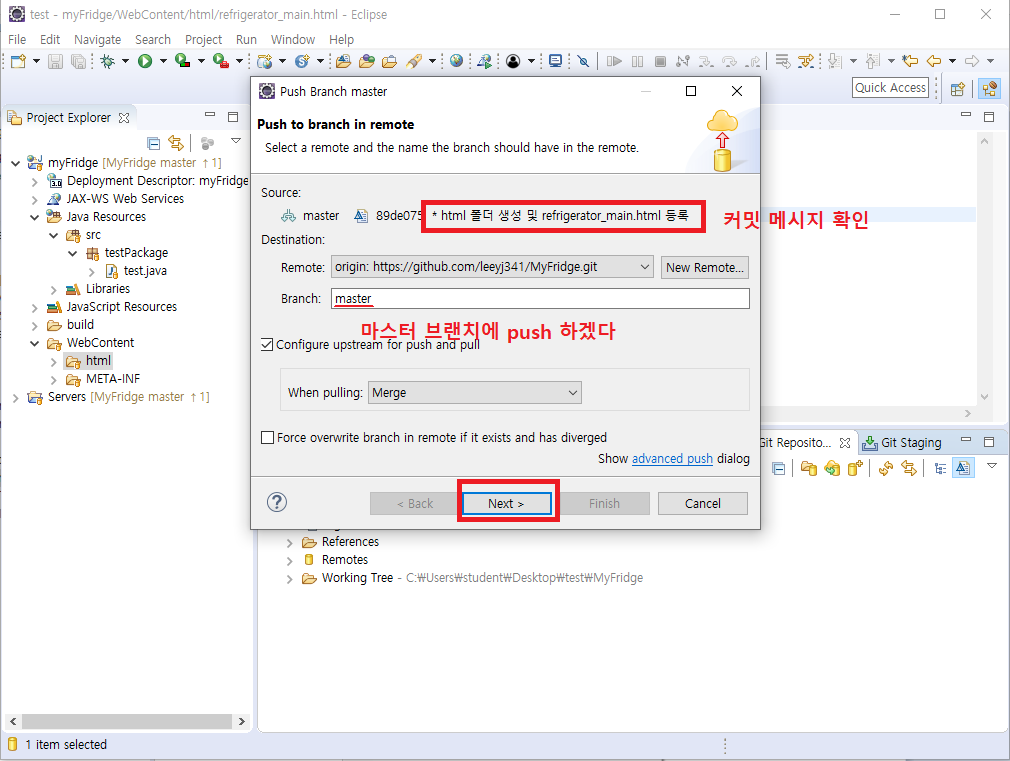 test - myFridge/WebContent/html/refrigerator_main.html - Eclipse
File Edit Navigate Search Project Run Window Help
Quick Access
Project Explorer
myFridge [MyFridge master ↑ 1]
Deployment Descriptor: myFridge
JAX-WS Web Services
Java Resources
src
testPackage
test.java
Libraries
JavaScript Resources
build
WebContent
html
META-INF
Servers [MyFridge master ↑ 1]
Push Branch master
Push to branch in remote
Select a remote and the name the branch should have in the remote.
Source:
master 89de075 * html 폴더 생성 및 refrigerator_main.html 등록
커밋 메시지 확인
Destination:
Remote: origin: https://github.com/leeyj341/MyFridge.git New Remote...
Branch: master
마스터 브랜치에 push 하겠다
Configure upstream for push and pull
When pulling: Merge
Force overwrite branch in remote if it exists and has diverged
Show advanced push dialog
< Back Next > Finish Cancel
Git Reposito... Git Staging
References
Remotes
Working Tree - C:₩Users₩student₩Desktop₩test₩MyFridge
1 item selected